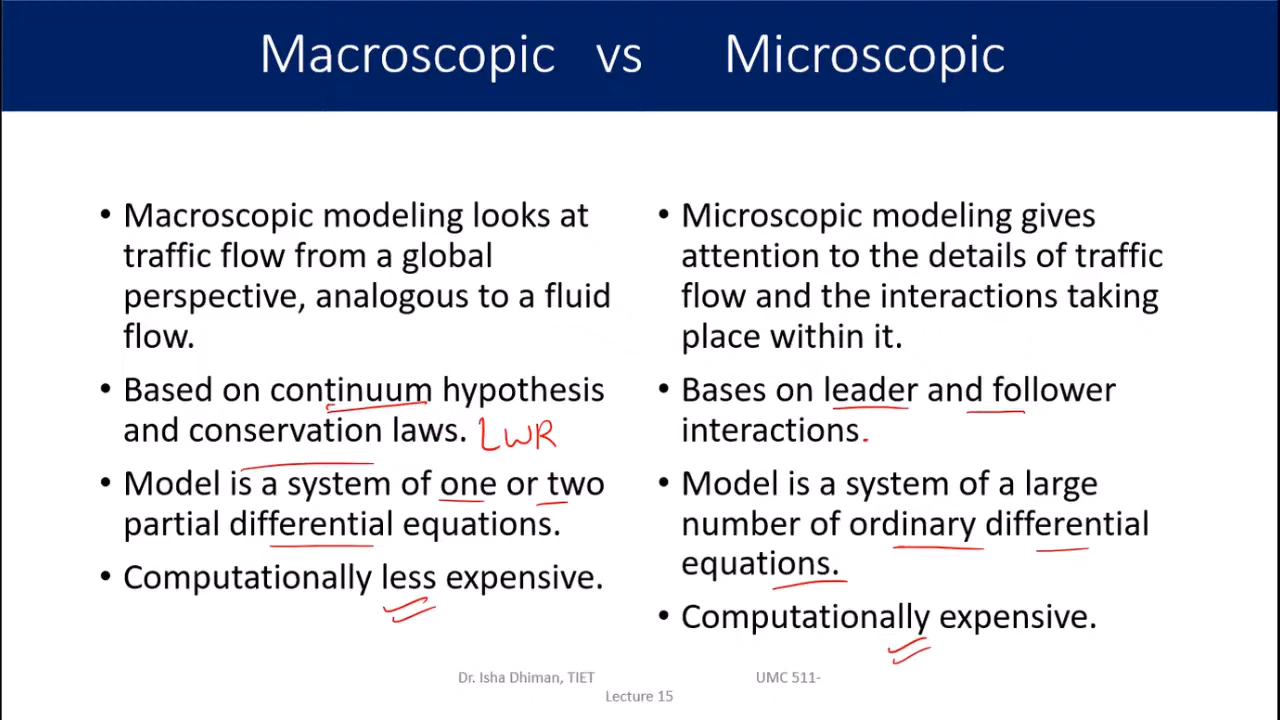 Macroscopic vs Microscopic
• Macroscopic modeling looks at
traffic flow from a global
perspective, analogous to a fluid
flow.
• Based on continuum hypothesis
and conservation laws. LWR
• Model is a system of one or two
partial differential equations.
• Computationally less expensive.
• Microscopic modeling gives
attention to the details of traffic
flow and the interactions taking
place within it.
• Bases on leader and follower
interactions.
• Model is a system of a large
number of ordinary differential
equations.
• Computationally expensive.
Dr. Isha Dhiman, TIET UMC 511-
Lecture 15